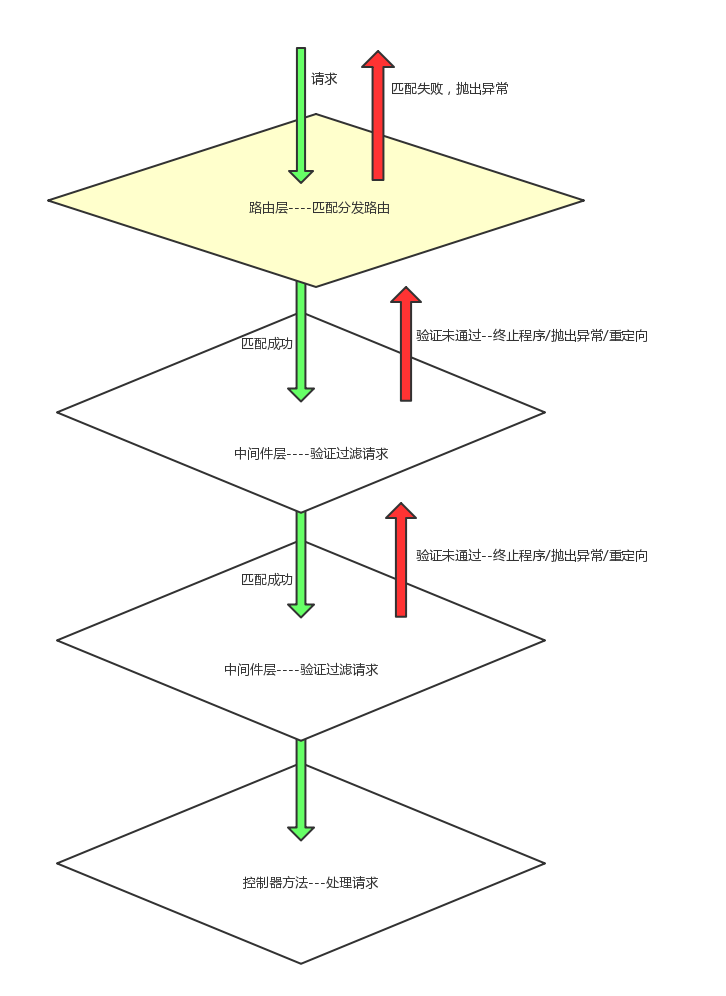 请求
匹配失败，抛出异常
路由层----匹配分发路由
验证未通过--终止程序/抛出异常/重定向
匹配成功
中间件层----验证过滤请求
验证未通过--终止程序/抛出异常/重定向
匹配成功
中间件层----验证过滤请求
控制器方法---处理请求